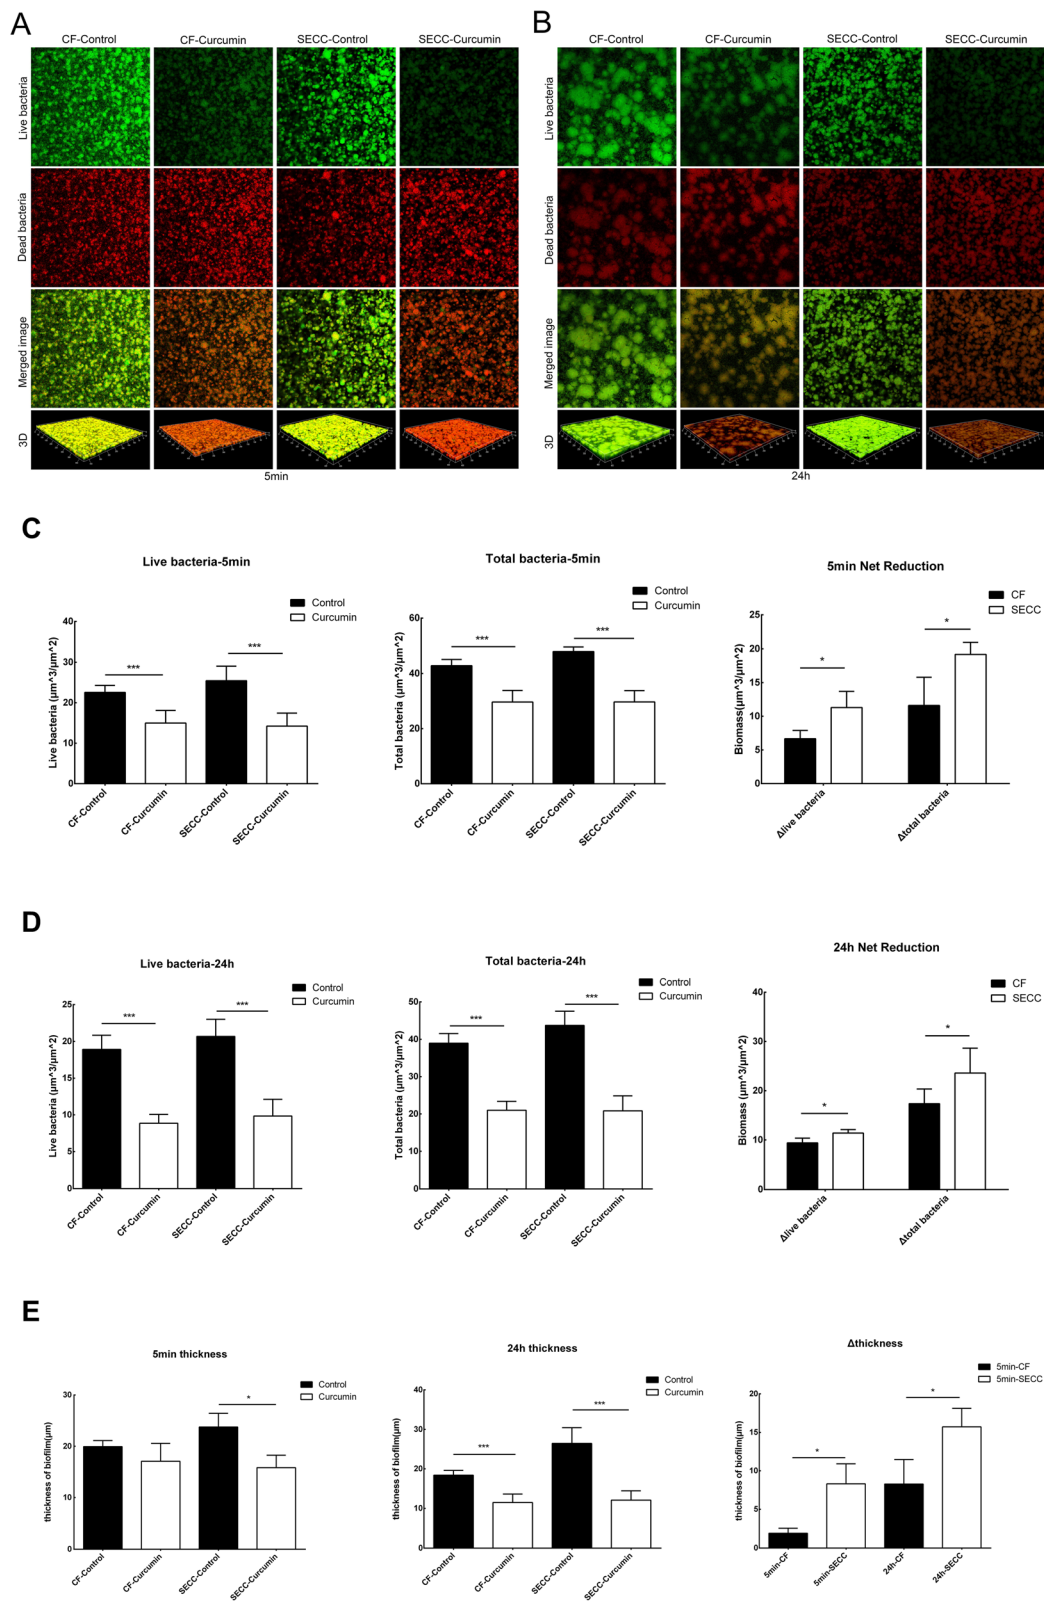 A
CF-Control CF-Curcumin SECC-Control SECC-Curcumin
Live bacteria
Dead bacteria
Merged image
3D
5min
B
CF-Control CF-Curcumin SECC-Control SECC-Curcumin
Live bacteria
Dead bacteria
Merged image
3D
24h
C
Live bacteria-5min
Control
Curcumin
Live bacteria (µm^3/µm^2)
40
30
20
10
0
***
***
CF-Control
CF-Curcumin
SECC-Control
SECC-Curcumin
Total bacteria-5min
Control
Curcumin
Total bacteria (µm^3/µm^2)
60
40
20
0
***
***
CF-Control
CF-Curcumin
SECC-Control
SECC-Curcumin
5min Net Reduction
CF
SECC
Biomass(µm^3/µm^2)
25
20
15
10
5
0
*
*
Δlive bacteria
Δtotal bacteria
D
Live bacteria-24h
Control
Curcumin
Live bacteria (µm^3/µm^2)
25
20
15
10
5
0
***
***
CF-Control
CF-Curcumin
SECC-Control
SECC-Curcumin
Total bacteria-24h
Control
Curcumin
Total bacteria (µm^3/µm^2)
50
40
30
20
10
0
***
***
CF-Control
CF-Curcumin
SECC-Control
SECC-Curcumin
24h Net Reduction
CF
SECC
Biomass (µm^3/µm^2)
40
30
20
10
0
*
*
Δlive bacteria
Δtotal bacteria
E
5min thickness
Control
Curcumin
thickness of biofilm(µm)
30
20
10
0
*
CF-Control
CF-Curcumin
SECC-Control
SECC-Curcumin
24h thickness
Control
Curcumin
thickness of biofilm(µm)
40
30
20
10
0
***
***
CF-Control
CF-Curcumin
SECC-Control
SECC-Curcumin
Δthickness
5min-CF
5min-SECC
thickness of biofilm(µm)
20
15
10
5
0
*
*
5min-CF
5min-SECC
24h-CF
24h-SECC